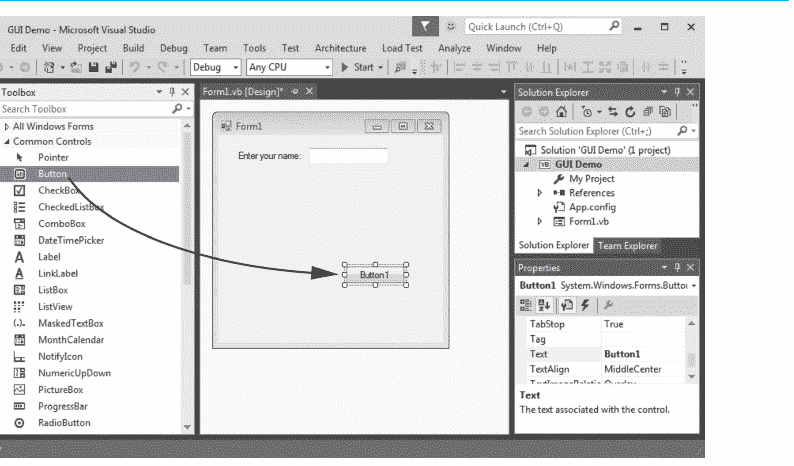 GUI Demo - Microsoft Visual Studio
Quick Launch (Ctrl+Q)
Edit View Project Build Debug Team Tools Test Architecture Load Test Analyze Window Help
Debug Any CPU Start
Toolbox
Search Toolbox
All Windows Forms
Common Controls
Pointer
Button
CheckBox
CheckedListBox
ComboBox
DateTimePicker
Label
LinkLabel
ListBox
ListView
MaskedTextBox
MonthCalendar
NotifyIcon
NumericUpDown
PictureBox
ProgressBar
RadioButton
Form1.vb [Design]*
Form1
Enter your name:
Button1
Solution Explorer
Search Solution Explorer (Ctrl+;)
Solution 'GUI Demo' (1 project)
VB GUI Demo
My Project
References
App.config
Form1.vb
Solution Explorer Team Explorer
Properties
Button1 System.Windows.Forms.Button
TabStop True
Tag
Text Button1
TextAlign MiddleCenter
Text
The text associated with the control.